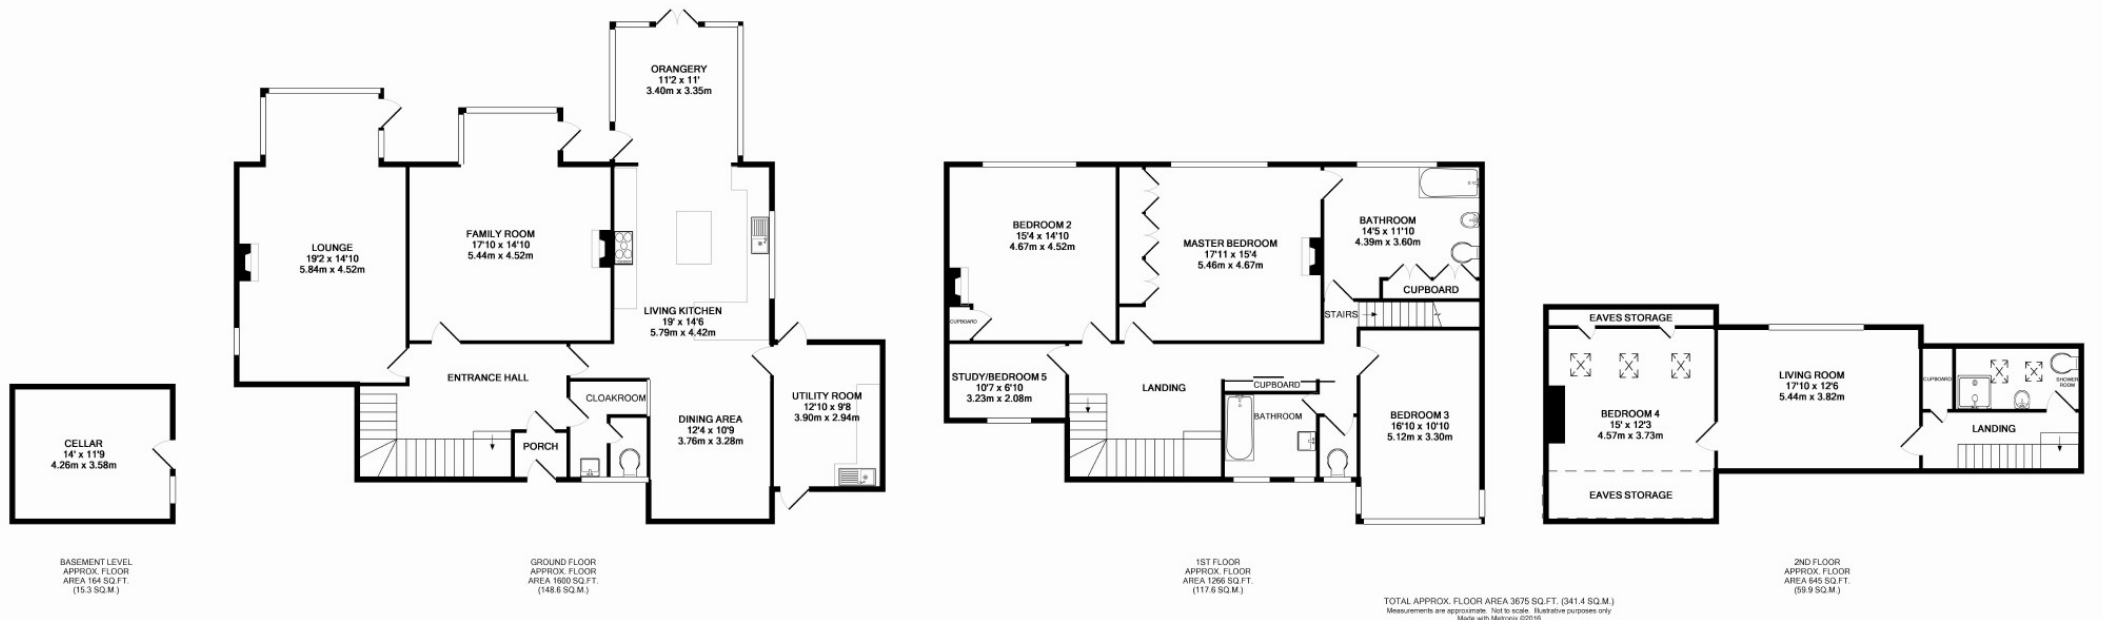 CELLAR
14' x 11'9
4.26m x 3.58m
BASEMENT LEVEL
APPROX. FLOOR
AREA 164 SQ.FT.
(15.3 SQ.M.)
ORANGERY
11'2 x 11'
3.40m x 3.35m
LOUNGE
19'2 x 14'10
5.84m x 4.52m
FAMILY ROOM
17'10 x 14'10
5.44m x 4.52m
LIVING KITCHEN
19' x 14'6
5.79m x 4.42m
ENTRANCE HALL
CLOAKROOM
PORCH
DINING AREA
12'4 x 10'9
3.76m x 3.28m
UTILITY ROOM
12'10 x 9'8
3.90m x 2.94m
GROUND FLOOR
APPROX. FLOOR
AREA 1600 SQ.FT.
(148.6 SQ.M.)
BEDROOM 2
15'4 x 14'10
4.67m x 4.52m
CUPBOARD
MASTER BEDROOM
17'11 x 15'4
5.46m x 4.67m
BATHROOM
14'5 x 11'10
4.39m x 3.60m
CUPBOARD
STAIRS
STUDY/BEDROOM 5
10'7 x 6'10
3.23m x 2.08m
LANDING
CUPBOARD
BATHROOM
BEDROOM 3
16'10 x 10'10
5.12m x 3.30m
1ST FLOOR
APPROX. FLOOR
AREA 1266 SQ.FT.
(117.6 SQ.M.)
EAVES STORAGE
BEDROOM 4
15' x 12'3
4.57m x 3.73m
EAVES STORAGE
LIVING ROOM
17'10 x 12'6
5.44m x 3.82m
CUPBOARD
SHOWER
ROOM
LANDING
2ND FLOOR
APPROX. FLOOR
AREA 645 SQ.FT.
(59.9 SQ.M.)
TOTAL APPROX. FLOOR AREA 3675 SQ.FT. (341.4 SQ.M.)
Measurements are approximate. Not to scale. Illustrative purposes only
Made with Metropix ©2016